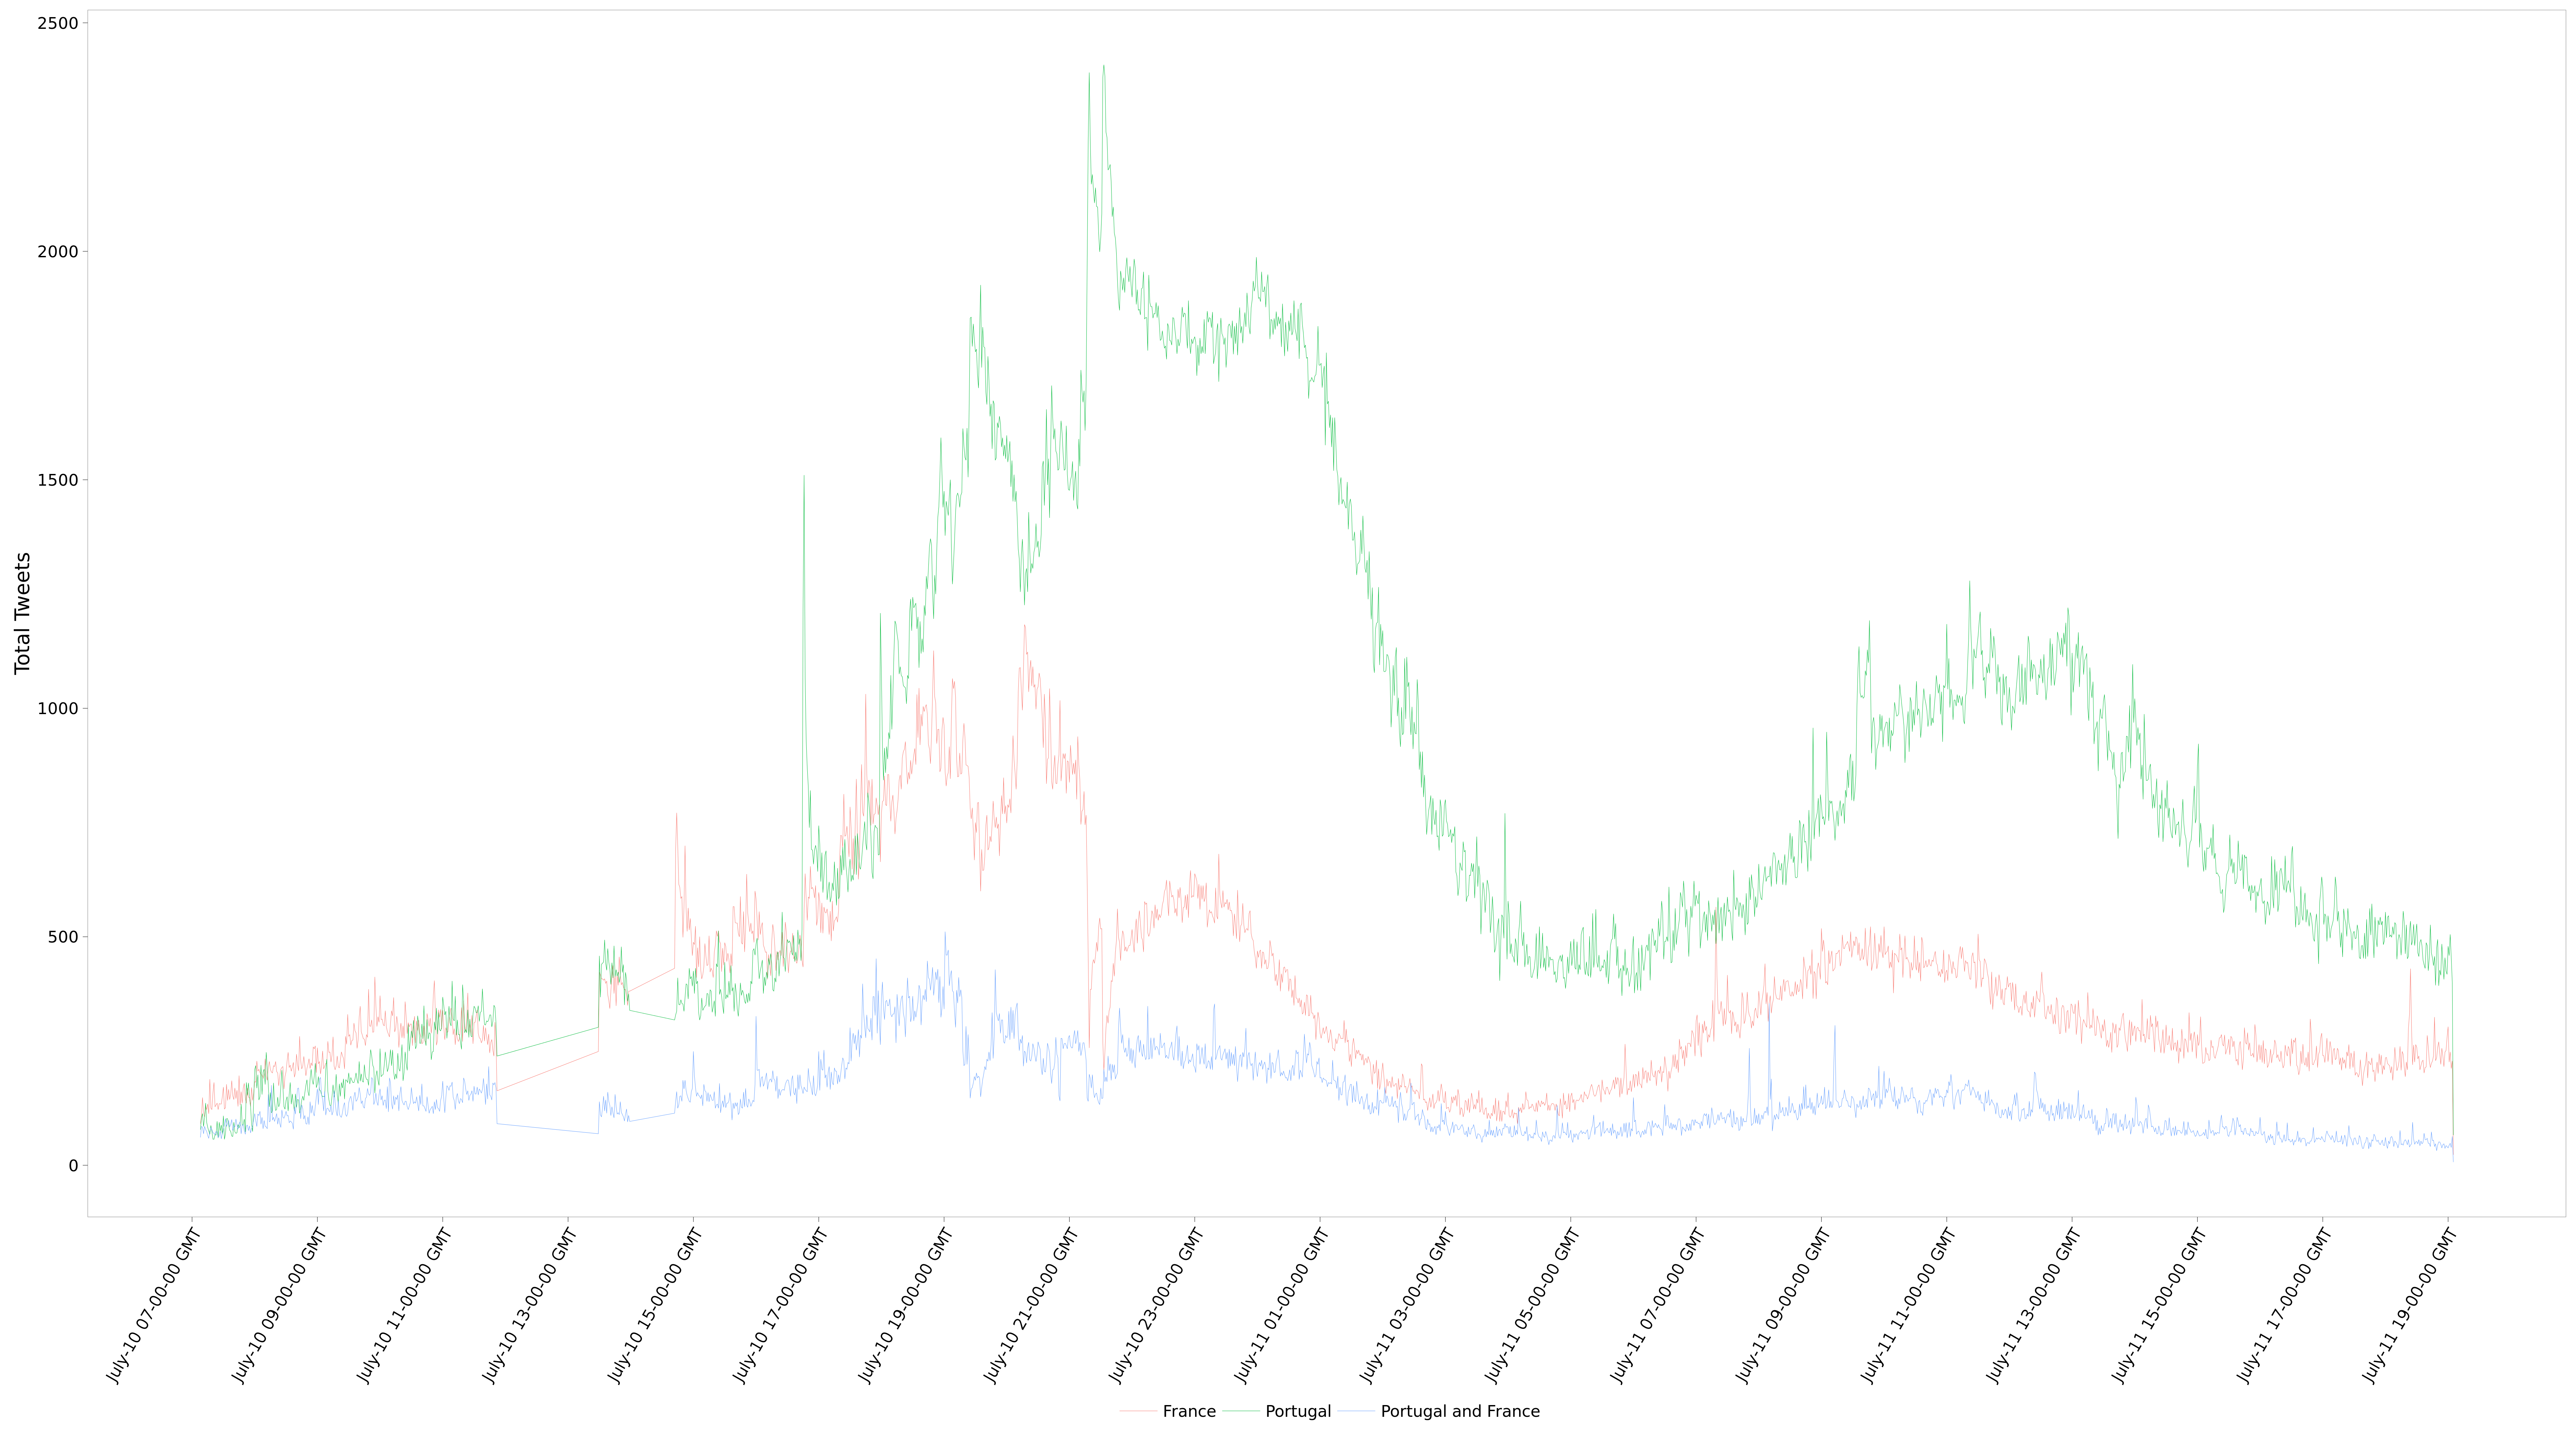 2500
2000
1500
1000
500
0
Total Tweets
July-10 07-00-00 GMT
July-10 09-00-00 GMT
July-10 11-00-00 GMT
July-10 13-00-00 GMT
July-10 15-00-00 GMT
July-10 17-00-00 GMT
July-10 19-00-00 GMT
July-10 21-00-00 GMT
July-10 23-00-00 GMT
July-11 01-00-00 GMT
July-11 03-00-00 GMT
July-11 05-00-00 GMT
July-11 07-00-00 GMT
July-11 09-00-00 GMT
July-11 11-00-00 GMT
July-11 13-00-00 GMT
July-11 15-00-00 GMT
July-11 17-00-00 GMT
July-11 19-00-00 GMT
France Portugal Portugal and France